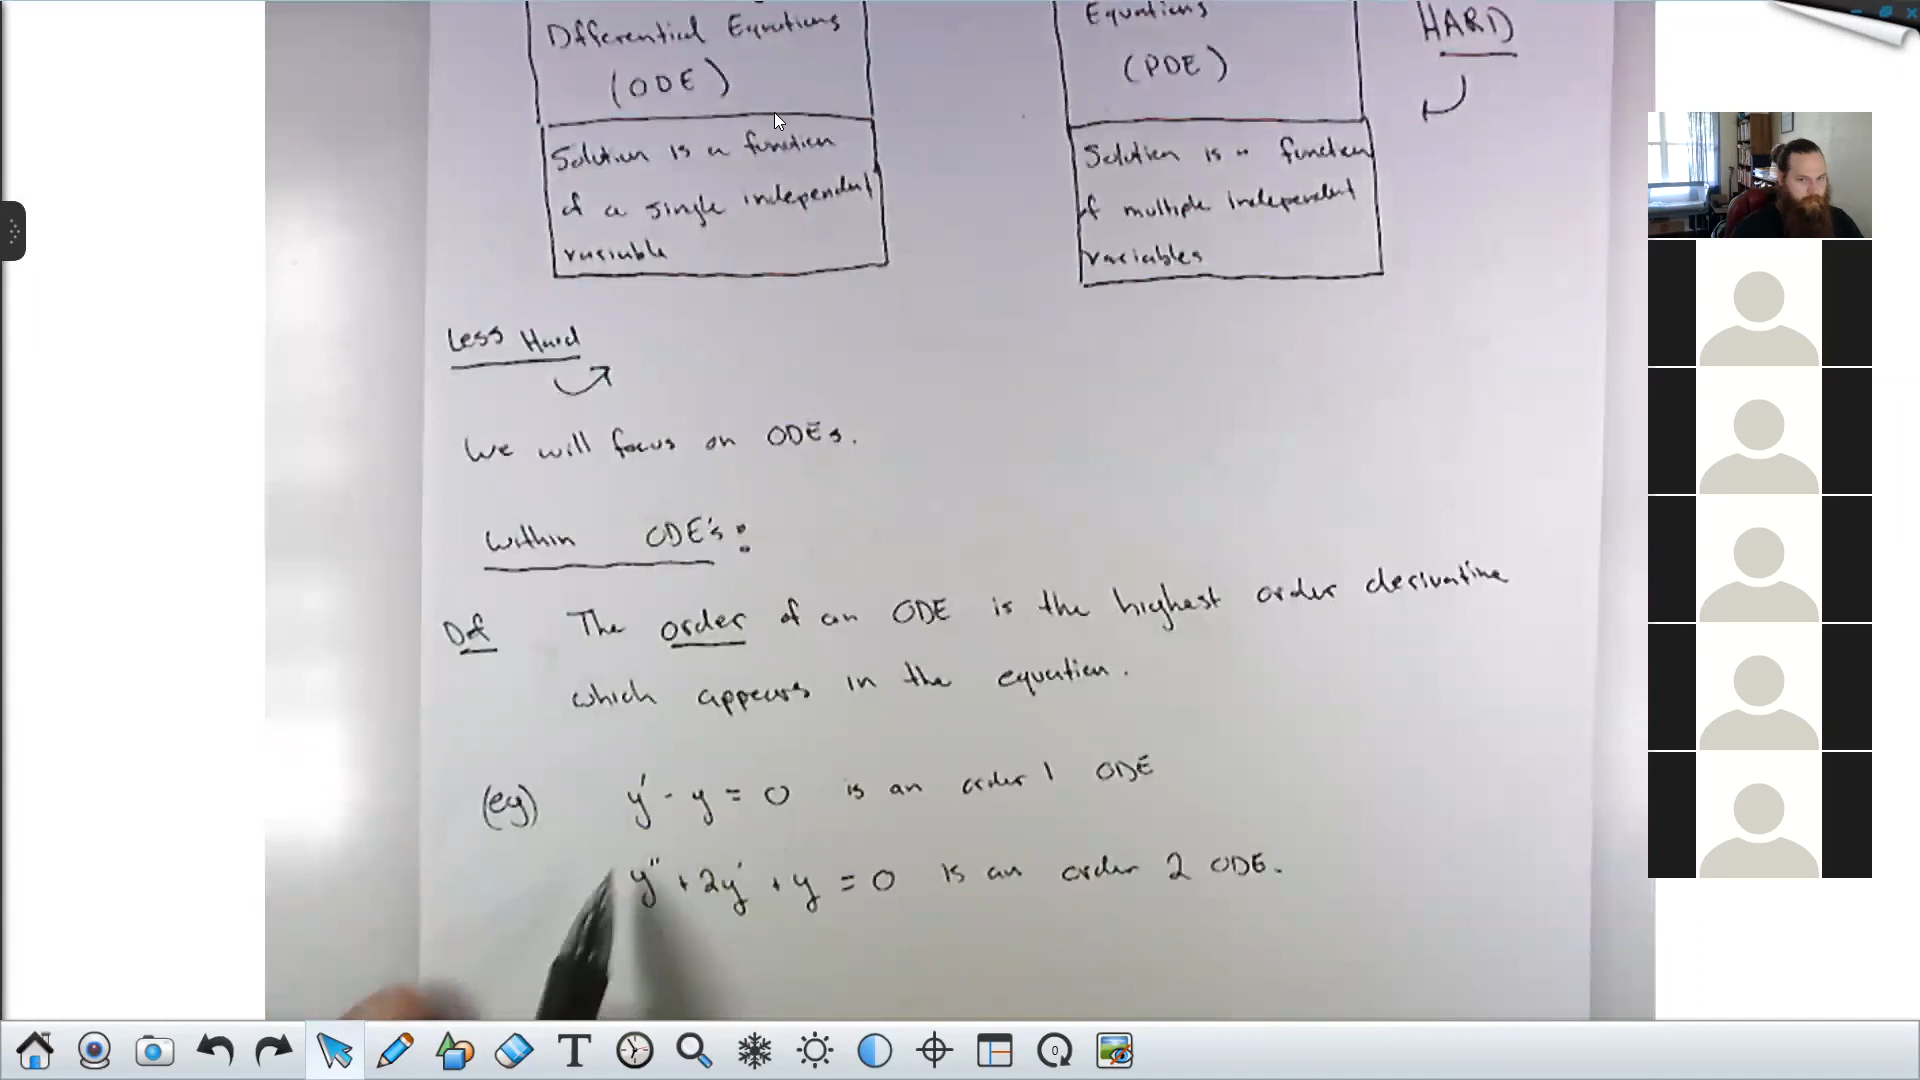 Differential Equations
(ODE)
Solution is a function
of a single independent
variable
Equations
(PDE)
Solution is a function
of multiple independent
variables
HARD
Less Hard
We will focus on ODEs.
Within ODE's:
Def The order of an ODE is the highest order derivative
which appears in the equation.
(eg) y' - y = 0 is an order 1 ODE
y" + 2y' + y = 0 is an order 2 ODE.
T
0